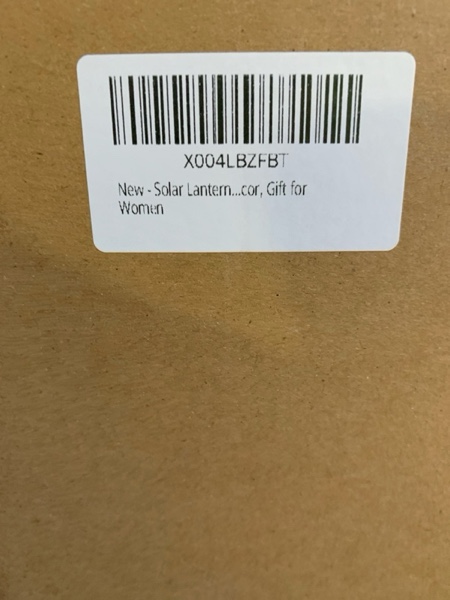 X004LBZFBT
New - Solar Lantern...cor, Gift for
Women